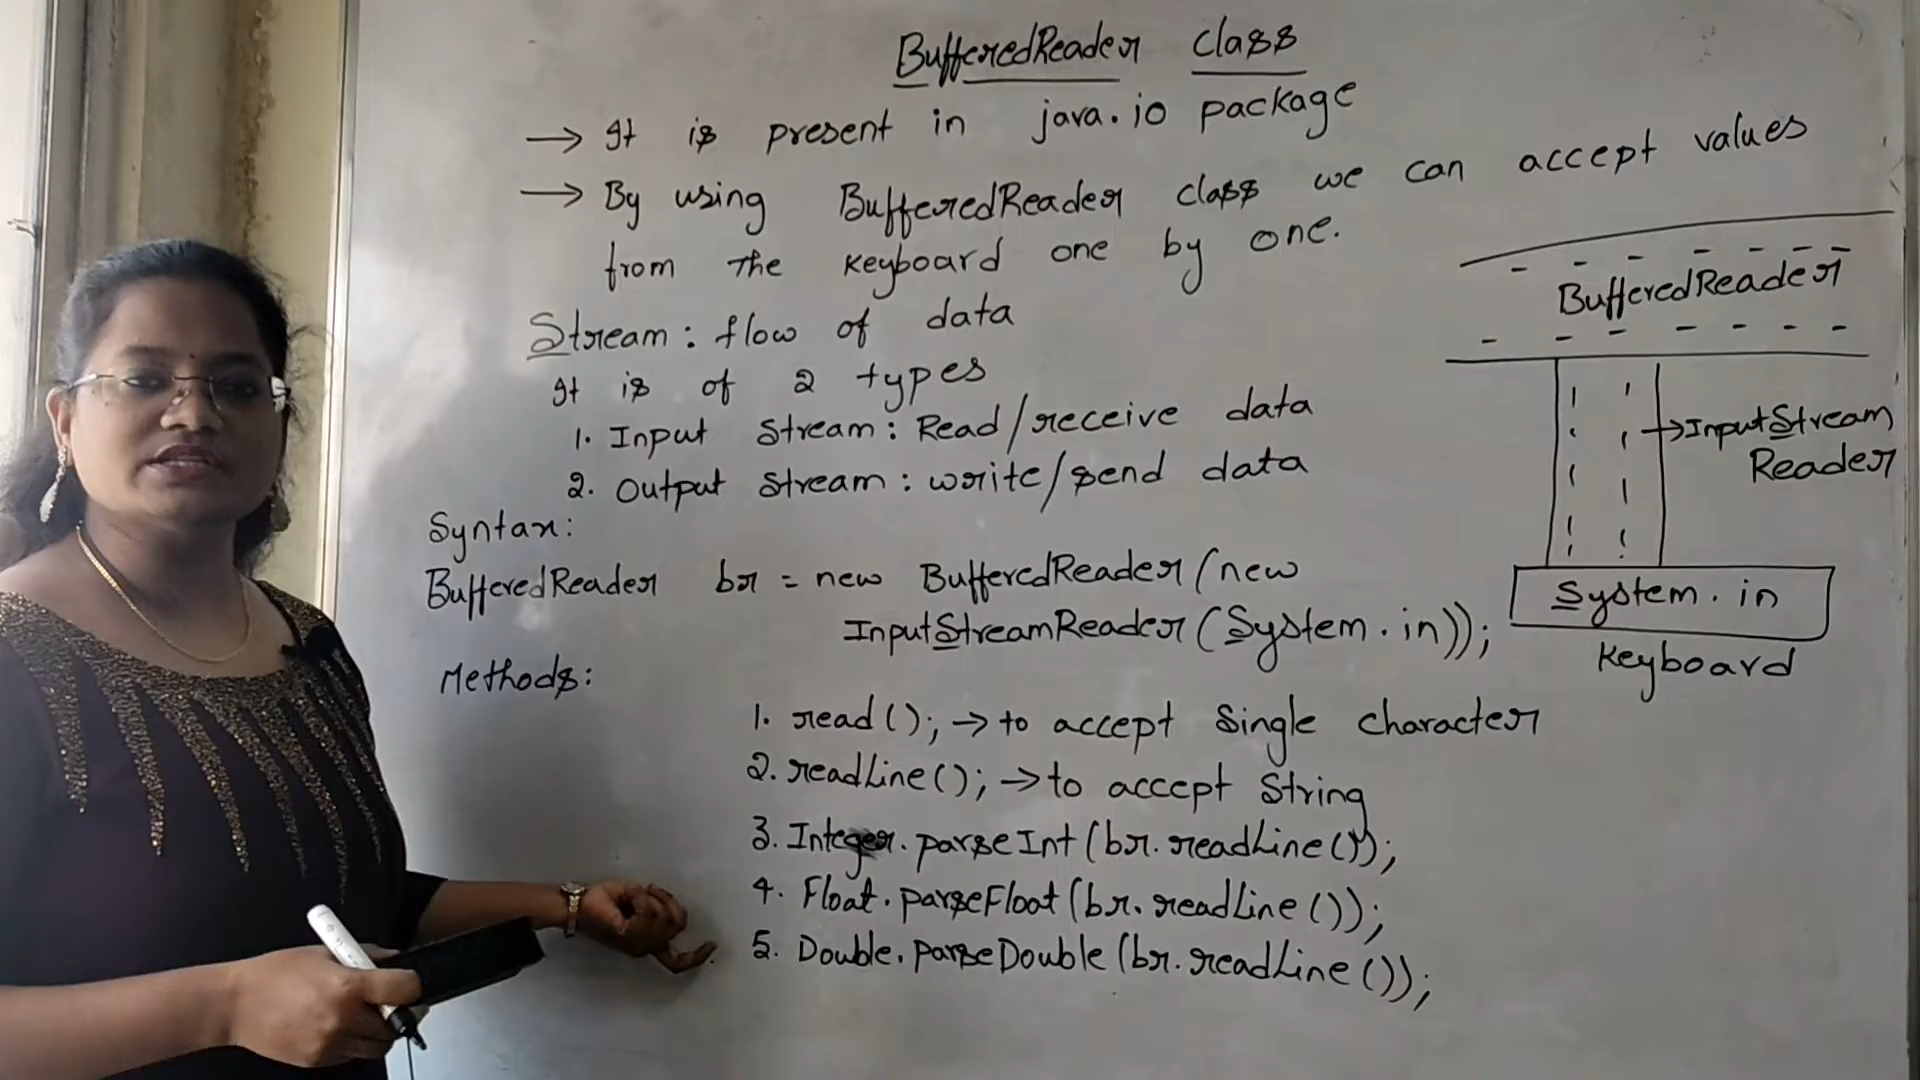 BufferedReader class
→ It is present in java.io package
→ By using BufferedReader class we can accept values
from the keyboard one by one.
Stream: flow of data
It is of 2 types
1. Input Stream: Read/receive data
2. Output Stream: write/send data
Syntax:
BufferedReader br = new BufferedReader(new
InputStreamReader(System.in));
Methods:
1. read(); → to accept Single character
2. readLine(); → to accept String
3. Integer.parseInt(br.readLine());
4. Float.parseFloat(br.readLine());
5. Double.parseDouble(br.readLine());
BufferedReader
→InputStream
Reader
System.in
Keyboard